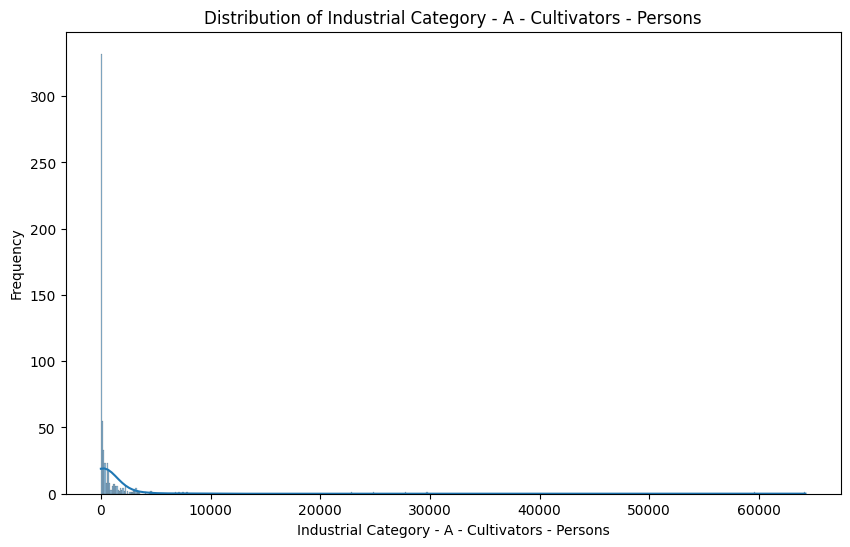 Distribution of Industrial Category - A - Cultivators - Persons
300
250
200
150
100
50
0
Frequency
0 10000 20000 30000 40000 50000 60000
Industrial Category - A - Cultivators - Persons